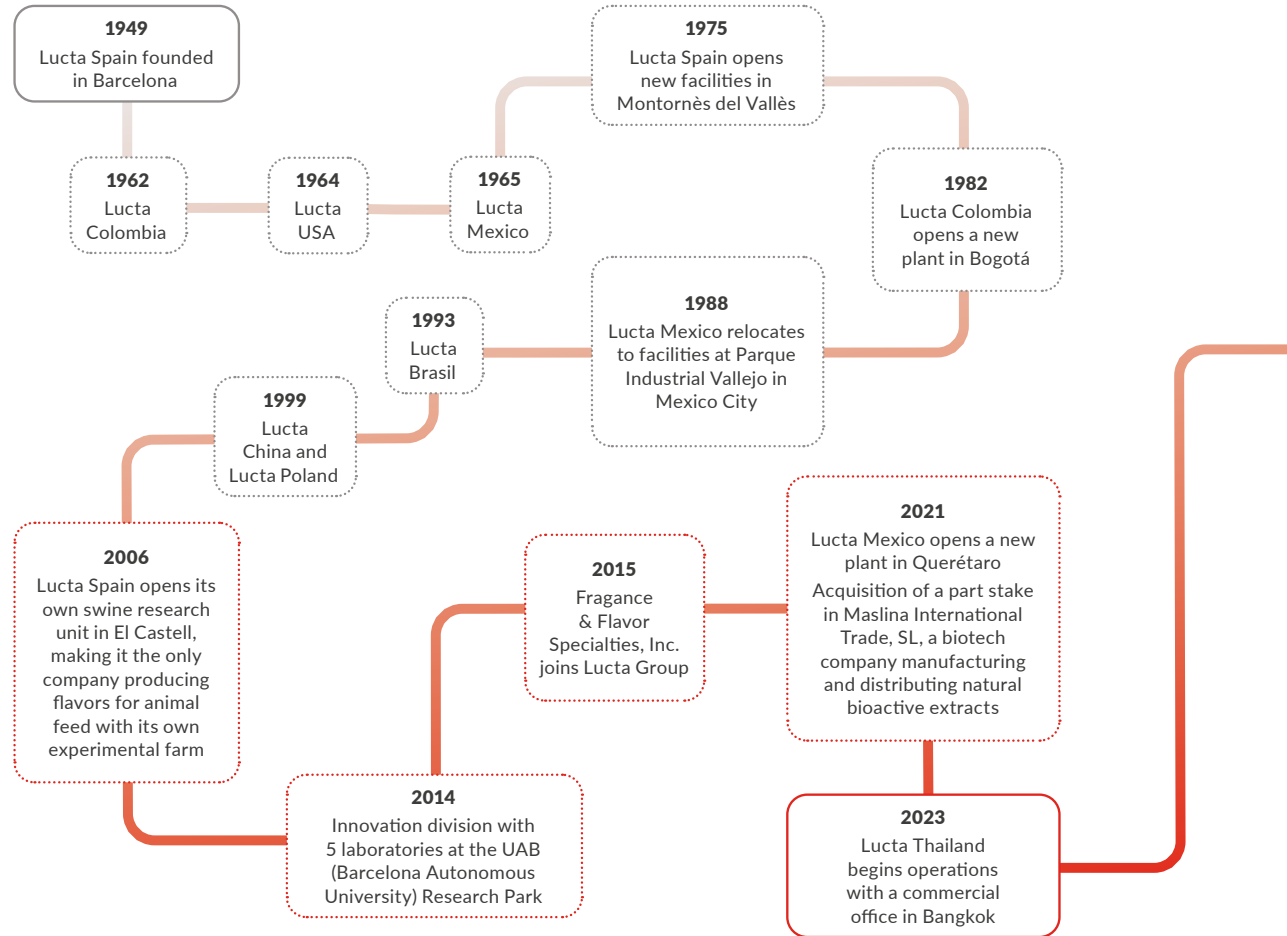 1949
Lucta Spain founded
in Barcelona
1962
Lucta
Colombia
1964
Lucta
USA
1965
Lucta
Mexico
1975
Lucta Spain opens
new facilities in
Montornès del Vallès
1982
Lucta Colombia
opens a new
plant in Bogotá
1988
Lucta Mexico relocates
to facilities at Parque
Industrial Vallejo in
Mexico City
1993
Lucta
Brasil
1999
Lucta
China and
Lucta Poland
2006
Lucta Spain opens its
own swine research
unit in El Castell,
making it the only
company producing
flavors for animal
feed with its own
experimental farm
2014
Innovation division with
5 laboratories at the UAB
(Barcelona Autonomous
University) Research Park
2015
Fragance
& Flavor
Specialties, Inc.
joins Lucta Group
2021
Lucta Mexico opens a new
plant in Querétaro
Acquisition of a part stake
in Maslina International
Trade, SL, a biotech
company manufacturing
and distributing natural
bioactive extracts
2023
Lucta Thailand
begins operations
with a commercial
office in Bangkok